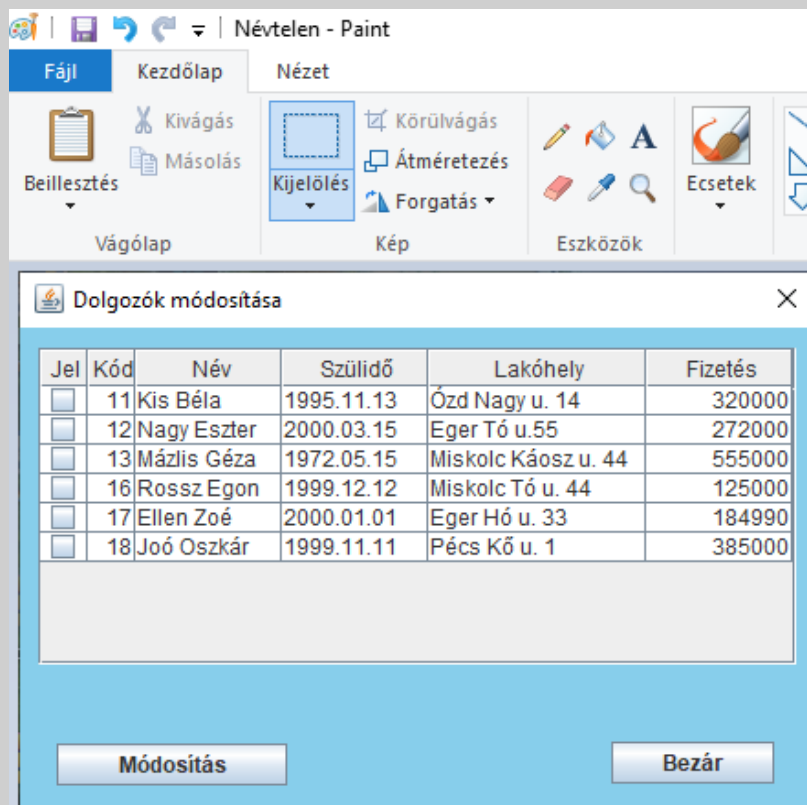 Névtelen - Paint
Fájl Kezdőlap Nézet
Beillesztés
Kivágás
Másolás
Vágólap
Kijelölés
Körülvágás
Átméretezés
Forgatás
Kép
A
Eszközök
Ecsetek
Dolgozók módosítása
Jel Kód Név Szülidő Lakóhely Fizetés
11 Kis Béla 1995.11.13 Ózd Nagy u. 14 320000
12 Nagy Eszter 2000.03.15 Eger Tó u.55 272000
13 Mázlis Géza 1972.05.15 Miskolc Káosz u. 44 555000
16 Rossz Egon 1999.12.12 Miskolc Tó u. 44 125000
17 Ellen Zoé 2000.01.01 Eger Hó u. 33 184990
18 Joó Oszkár 1999.11.11 Pécs Kő u. 1 385000
Módosítás Bezár